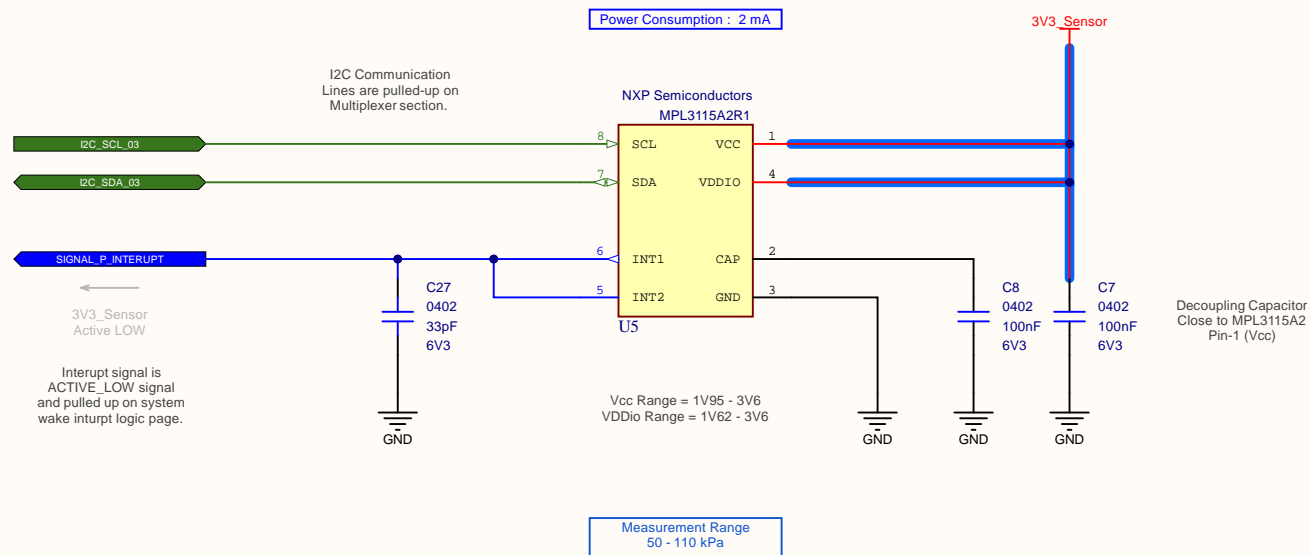 Power Consumption :  2 mA
3V3_Sensor
I2C Communication
Lines are pulled-up on
Multiplexer section.
NXP Semiconductors
MPL3115A2R1
I2C_SCL_03
8
SCL
VCC
1
I2C_SDA_03
7
SDA
VDDIO
4
SIGNAL_P_INTERUPT
6
INT1
CAP
2
5
INT2
GND
3
U5
3V3_Sensor
Active LOW
C27
0402
33pF
6V3
C8
0402
100nF
6V3
C7
0402
100nF
6V3
Decoupling Capacitor
Close to MPL3115A2
Pin-1 (Vcc)
Interupt signal is
ACTIVE_LOW signal
and pulled up on system
wake inturpt logic page.
Vcc Range = 1V95 - 3V6
VDDio Range = 1V62 - 3V6
GND
GND
GND
GND
Measurement Range
50 - 110 kPa